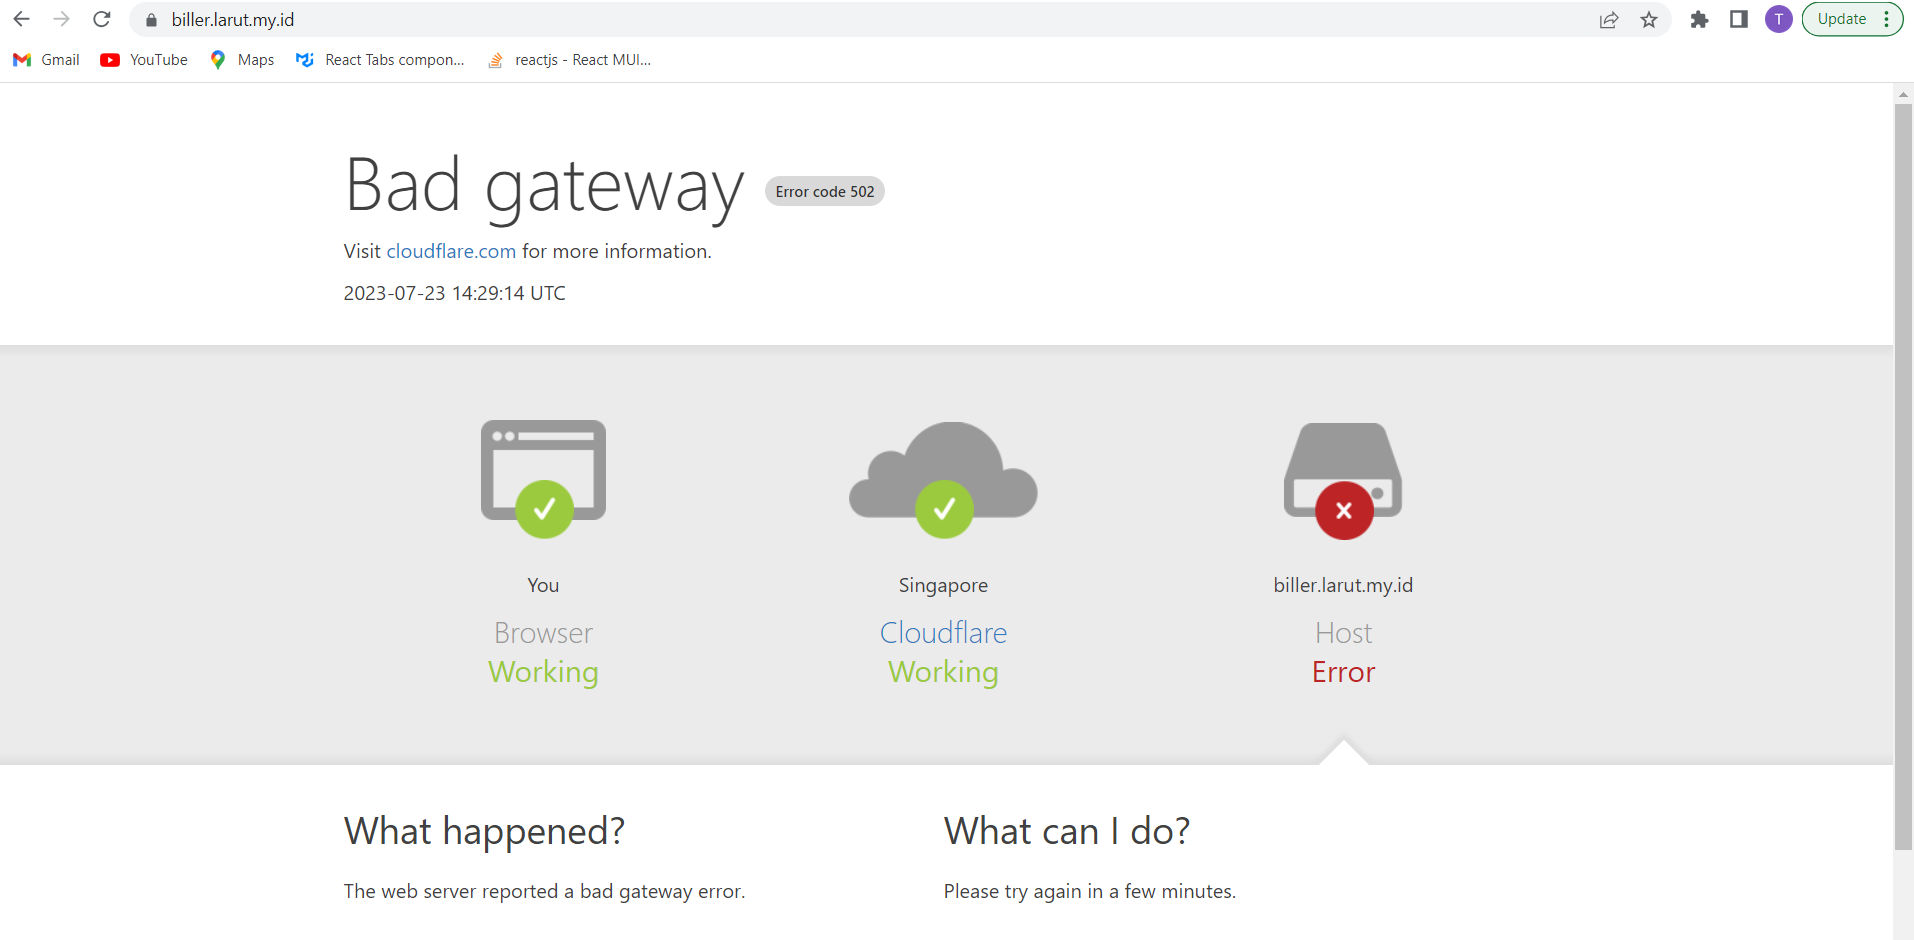 biller.larut.my.id
T
Update
Gmail
YouTube
Maps
React Tabs compon...
reactjs - React MUI...
Bad gateway Error code 502
Visit cloudflare.com for more information.
2023-07-23 14:29:14 UTC
You
Browser
Working
Singapore
Cloudflare
Working
biller.larut.my.id
Host
Error
What happened?
The web server reported a bad gateway error.
What can I do?
Please try again in a few minutes.